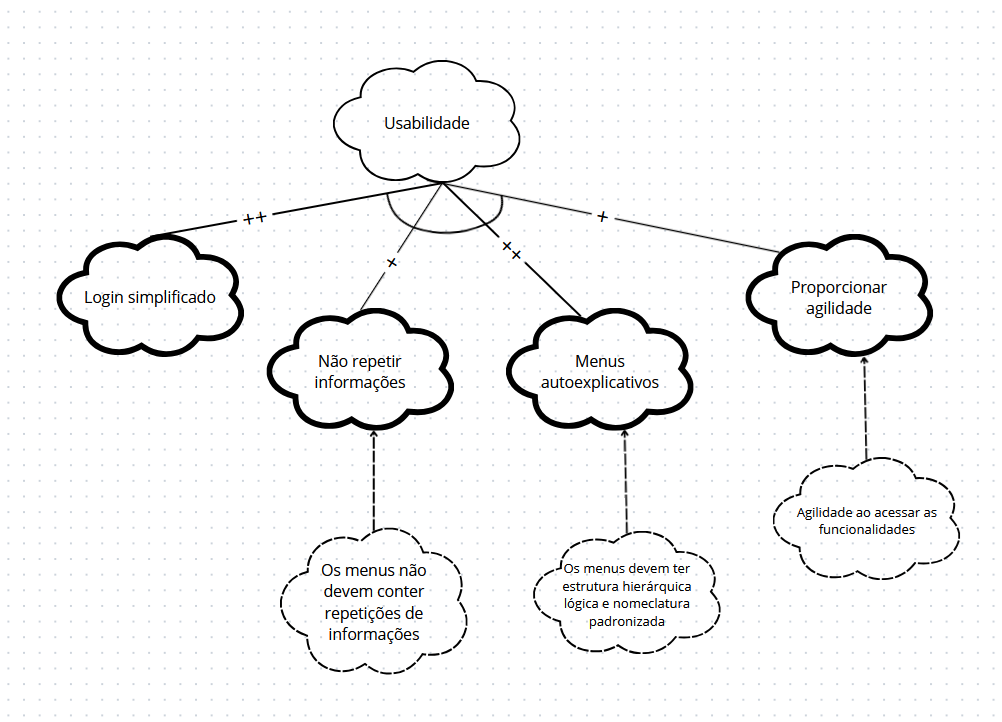 Usabilidade
++
+
++
+
Login simplificado
Não repetir
informações
Menus
autoexplicativos
Proporcionar
agilidade
Os menus não
devem conter
repetições de
informações
Os menus devem ter
estrutura hierárquica
lógica e nomeclatura
padronizada
Agilidade ao acessar as
funcionalidades